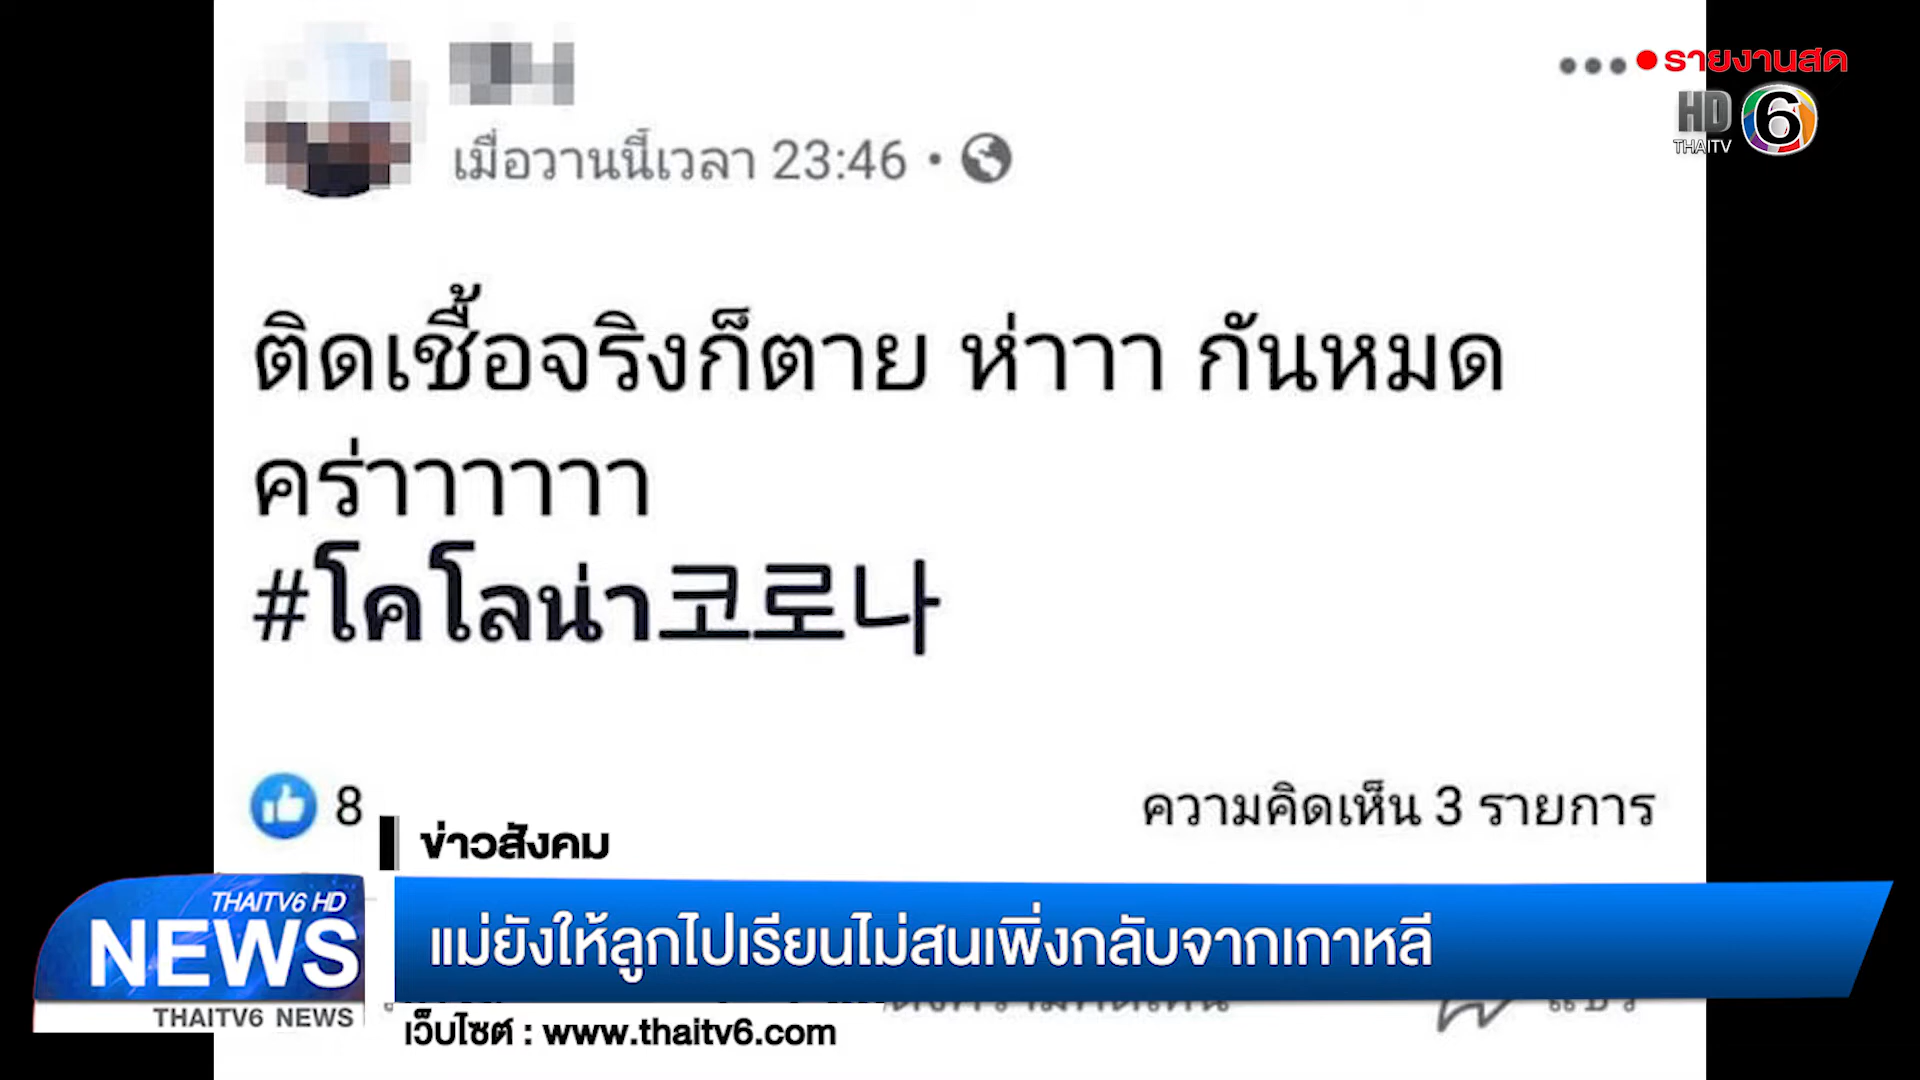 เมื่อวานนี้เวลา 23:46 •
รายงานสด
HD
THAITV
6
ติดเชื้อจริงก็ตาย ห่าาา กันหมด
คร่าาาาาาา
#โคโลน่า코로나
8
ความคิดเห็น 3 รายการ
ข่าวสังคม
THAITV6 HD
NEWS
THAITV6 NEWS
แม่ยังให้ลูกไปเรียนไม่สนเพิ่งกลับจากเกาหลี
เว็บไซต์ : www.thaitv6.com